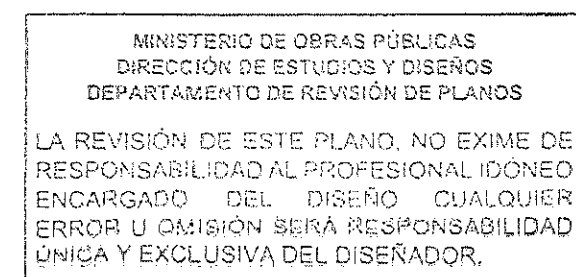 MINISTERIO DE OBRAS PÚBLICAS
DIRECCIÓN DE ESTUDIOS Y DISEÑOS
DEPARTAMENTO DE REVISIÓN DE PLANOS
LA REVISIÓN DE ESTE PLANO, NO EXIME DE
RESPONSABILIDAD AL PROFESIONAL IDÓNEO
ENCARGADO DEL DISEÑO CUALQUIER
ERROR U OMISIÓN SERÁ RESPONSABILIDAD
ÚNICA Y EXCLUSIVA DEL DISEÑADOR.